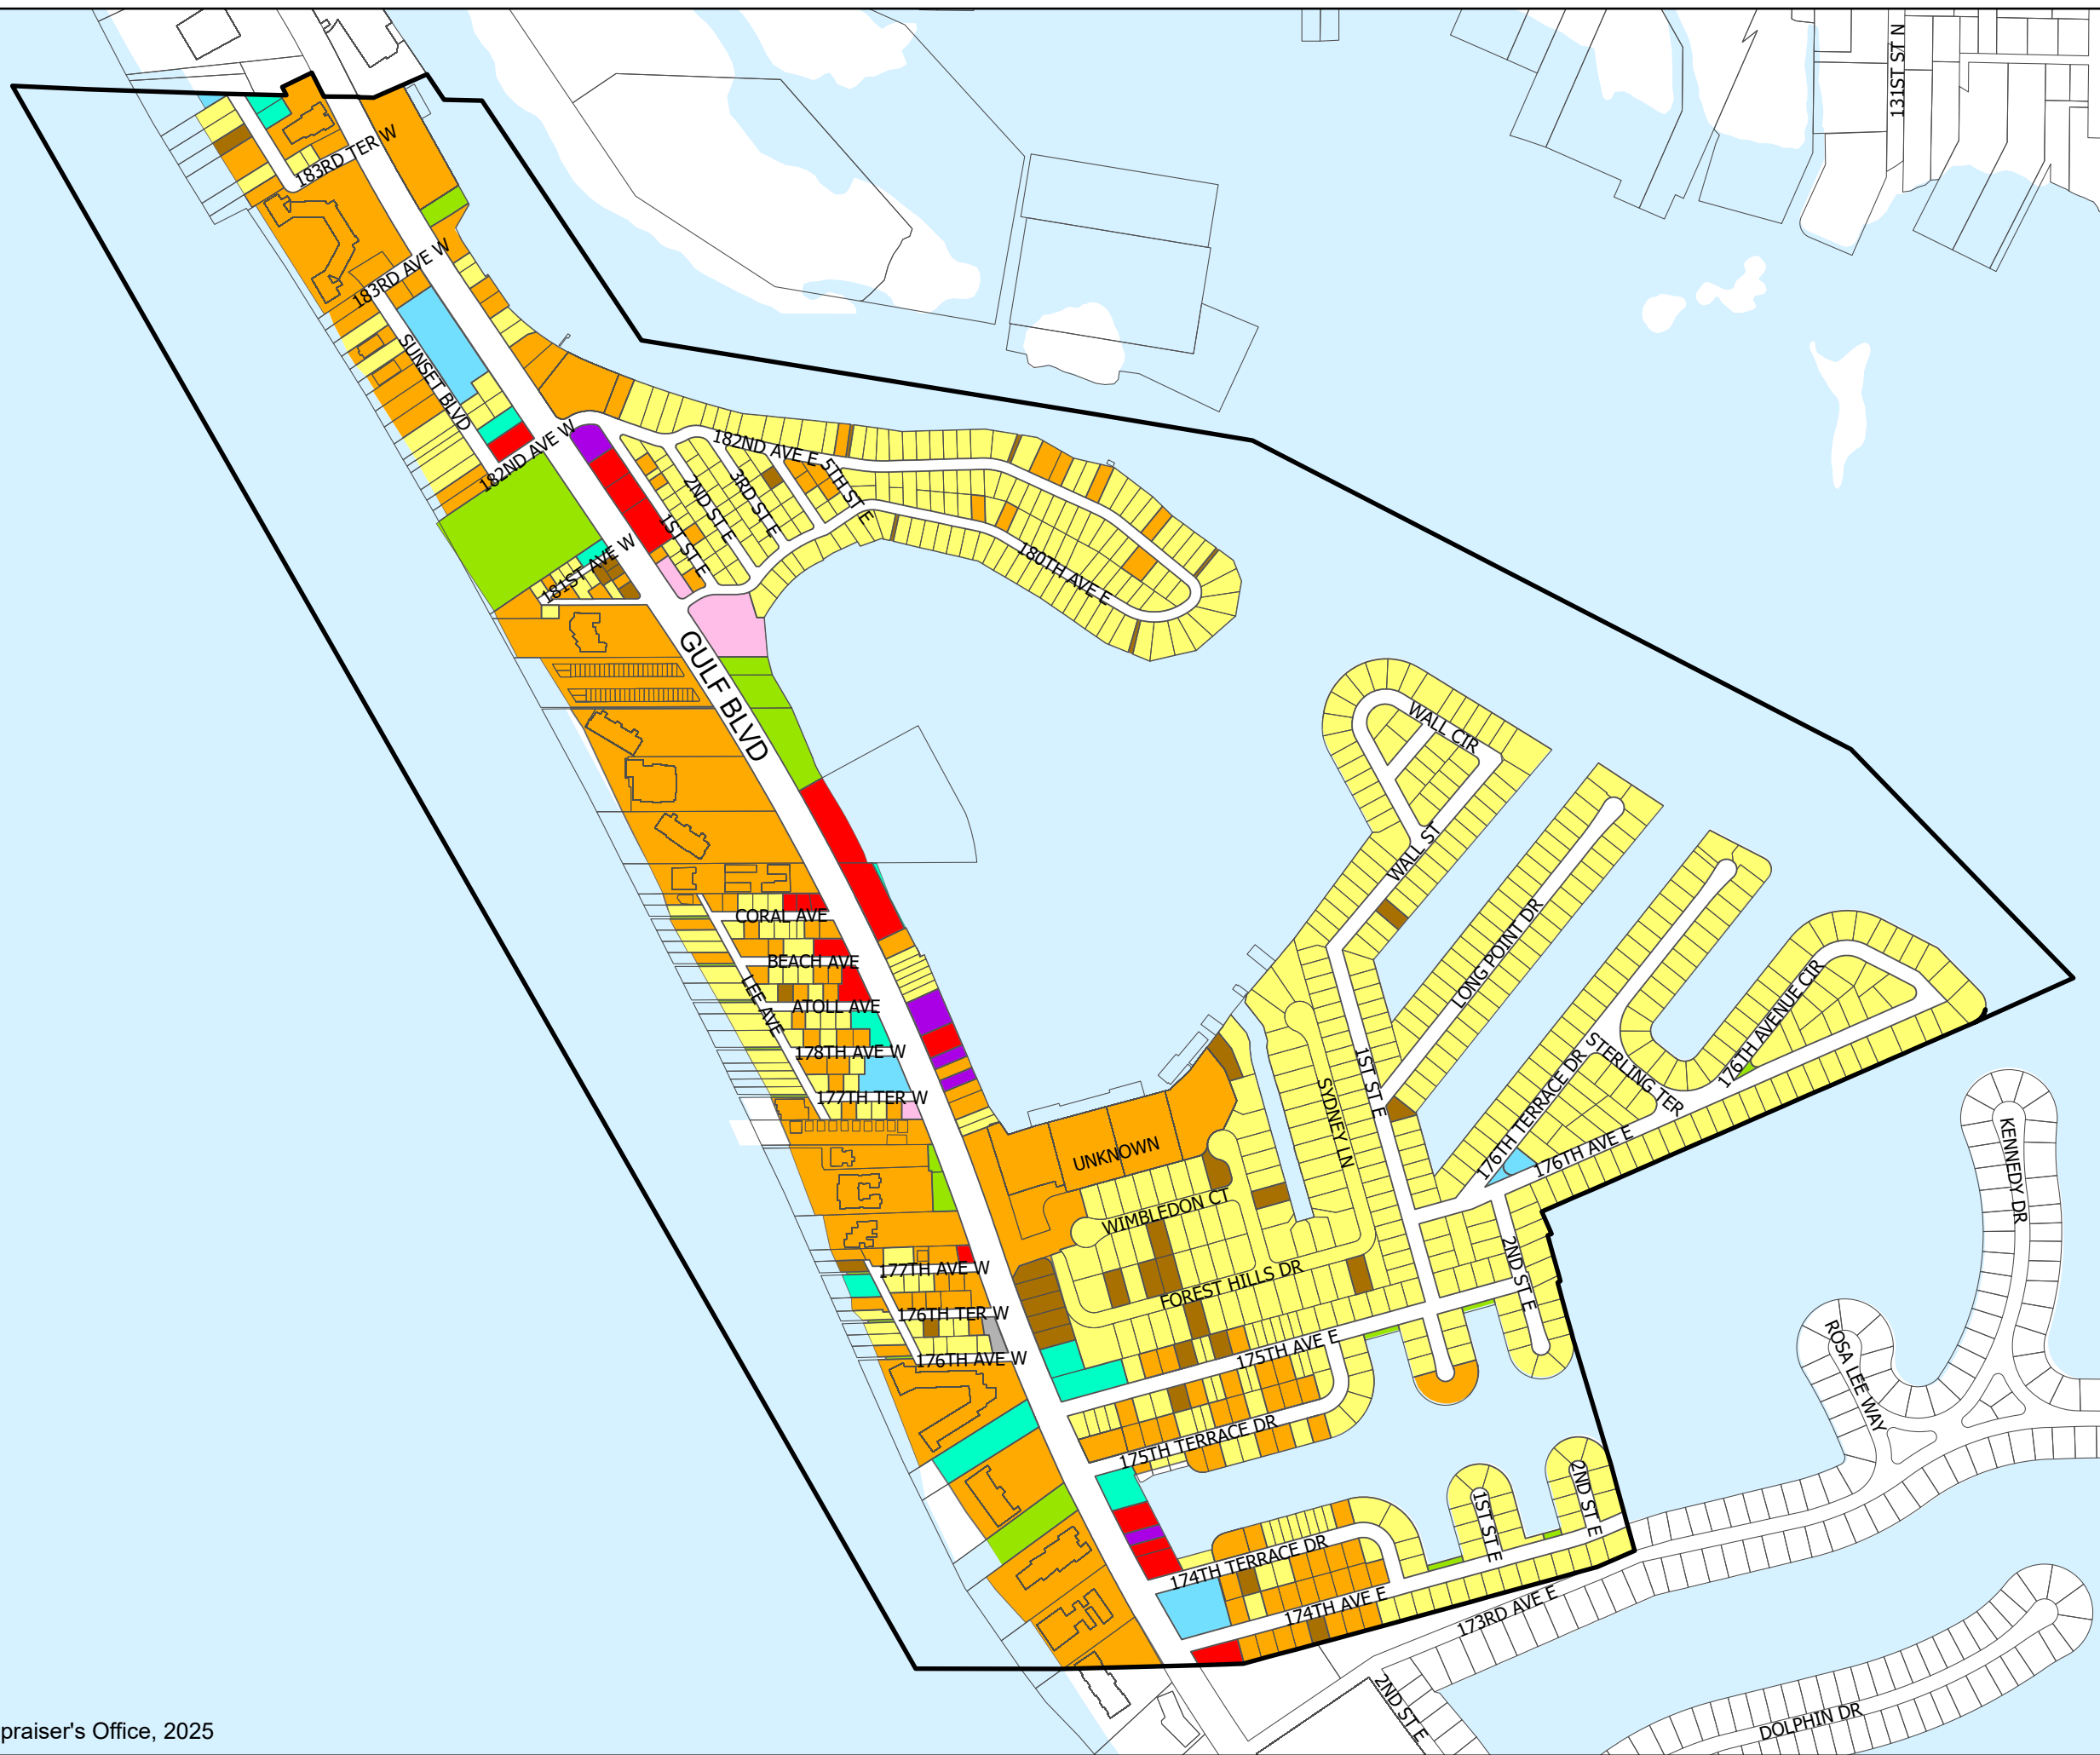 131ST ST N
183RD TER W
183RD AVE W
SUNSET BLVD
182ND AVE W
182ND AVE E
5TH ST E
3RD ST E
2ND ST E
1ST ST E
180TH AVE E
181ST AVE W
GULF BLVD
WALL CIR
WALL ST
LONG POINT DR
CORAL AVE
BEACH AVE
LEE AVE
ATOLL AVE
178TH AVE W
177TH TER W
1ST ST E
SYDNEY LN
176TH AVENUE CIR
STERLING TER
176TH TERRACE DR
176TH AVE E
UNKNOWN
WIMBLEDON CT
FOREST HILLS DR
2ND ST E
KENNEDY DR
177TH AVE W
176TH TER W
176TH AVE W
175TH AVE E
ROSA LEE WAY
175TH TERRACE DR
1ST ST E
2ND ST E
174TH TERRACE DR
174TH AVE E
173RD AVE E
2ND ST E
DOLPHIN DR
praiser's Office, 2025